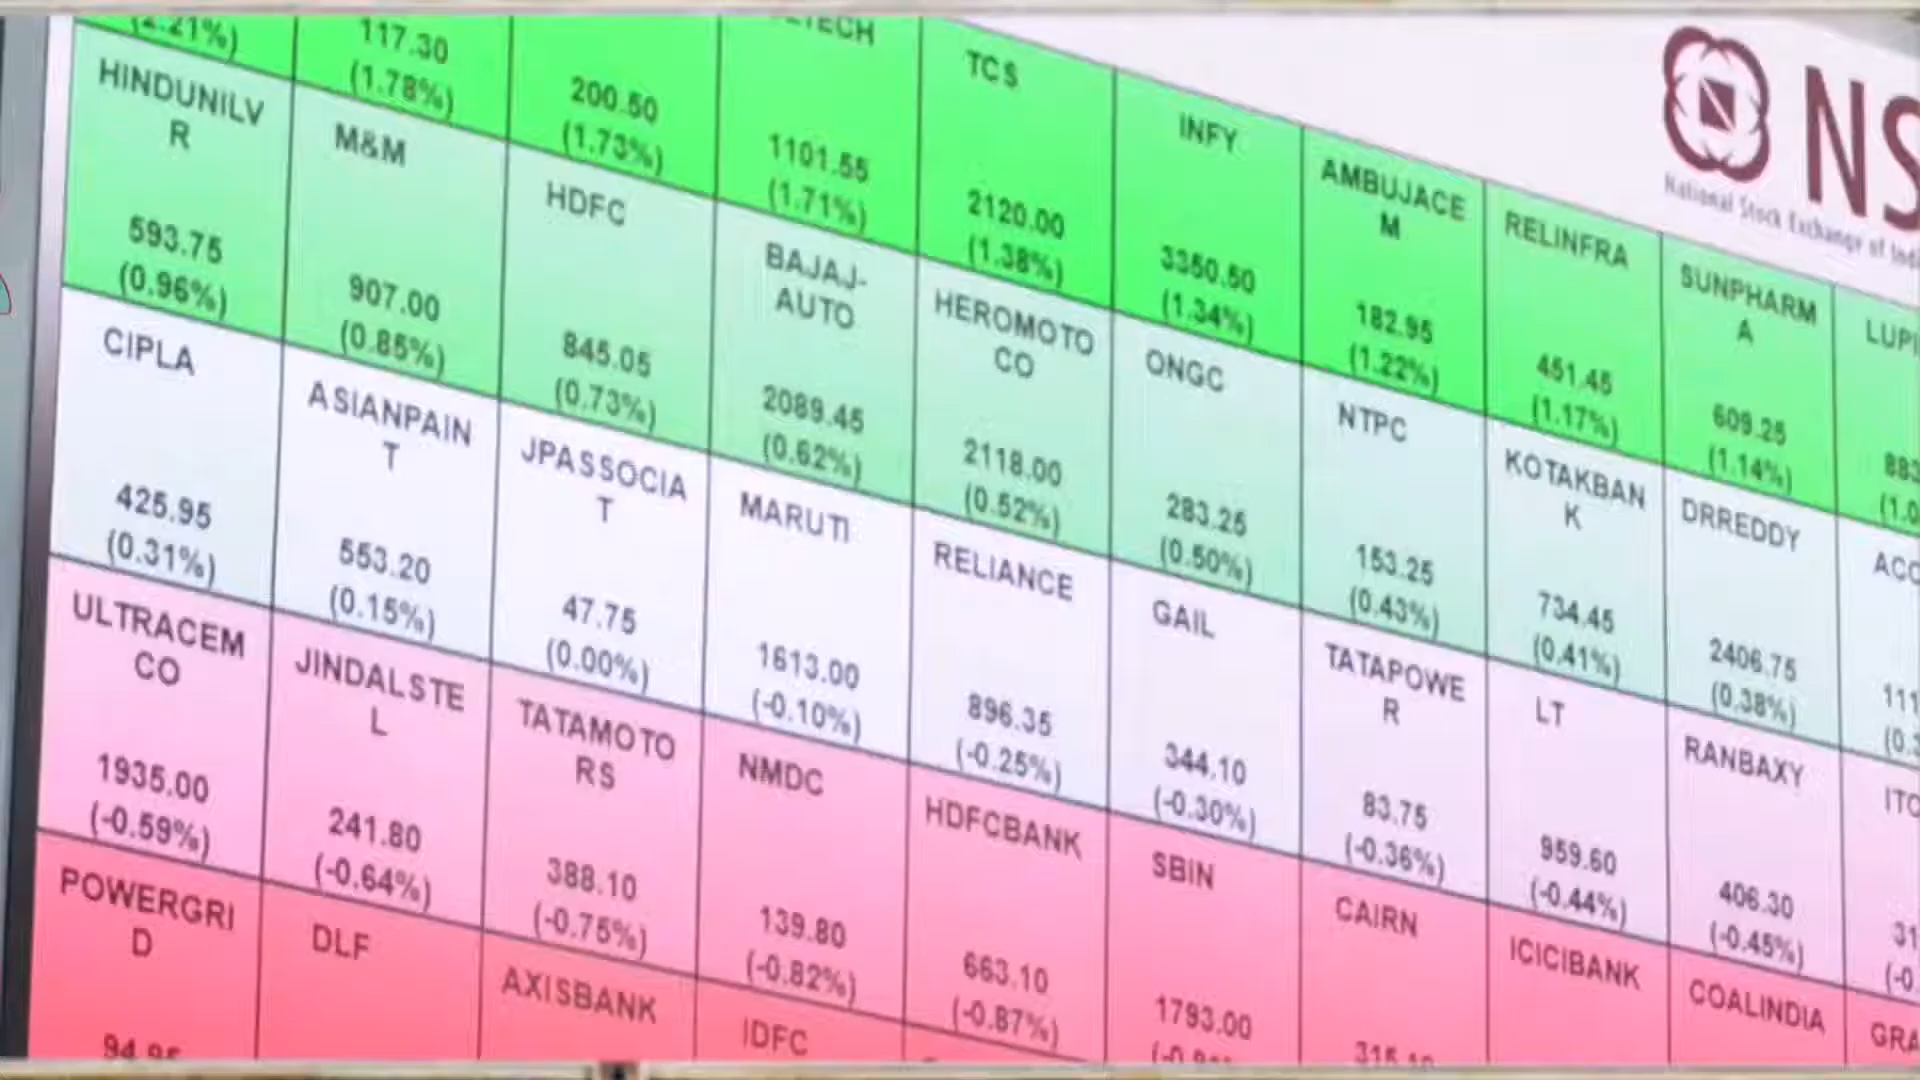 (2.21%)
117.30
(1.78%)
200.50
(1.73%)
1101.55
(1.71%)
TCS
2120.00
(1.38%)
INFY
3350.50
(1.34%)
AMBUJACE
M
182.95
(1.22%)
RELINFRA
451.45
(1.17%)
SUNPHARM
A
609.25
(1.14%)
NS
National Stock Exchange of
HINDUNILV
R
593.75
(0.96%)
M&M
907.00
(0.85%)
HDFC
845.05
(0.73%)
BAJAJ-
AUTO
2089.45
(0.62%)
HEROMOTO
CO
2118.00
(0.52%)
ONGC
283.25
(0.50%)
NTPC
153.25
(0.43%)
KOTAKBAN
K
734.45
(0.41%)
DRREDDY
2406.75
(0.38%)
CIPLA
425.95
(0.31%)
ASIANPAIN
T
553.20
(0.15%)
JPASSOCIA
T
47.75
(0.00%)
MARUTI
1613.00
(-0.10%)
RELIANCE
896.35
(-0.25%)
GAIL
344.10
(-0.30%)
TATAPOWE
R
83.75
(-0.36%)
LT
959.60
(-0.44%)
RANBAXY
406.30
(-0.45%)
ULTRACEM
CO
1935.00
(-0.59%)
JINDALSTE
L
241.80
(-0.64%)
TATAMOTO
RS
388.10
(-0.75%)
NMDC
139.80
(-0.82%)
HDFCBANK
663.10
(-0.87%)
SBIN
1793.00
CAIRN
ICICIBANK
COALINDIA
POWERGRI
D
DLF
AXISBANK
IDFC